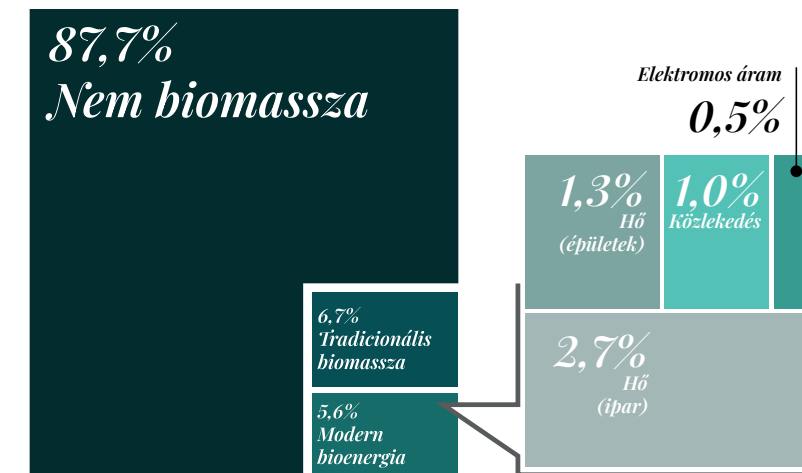 87,7%
Nem biomassza
6,7%
Tradicionális
biomassza
5,6%
Modern
bioenergia
Elektromos áram
0,5%
1,3%
Hő
(épületek)
1,0%
Közlekedés
2,7%
Hő
(ipar)